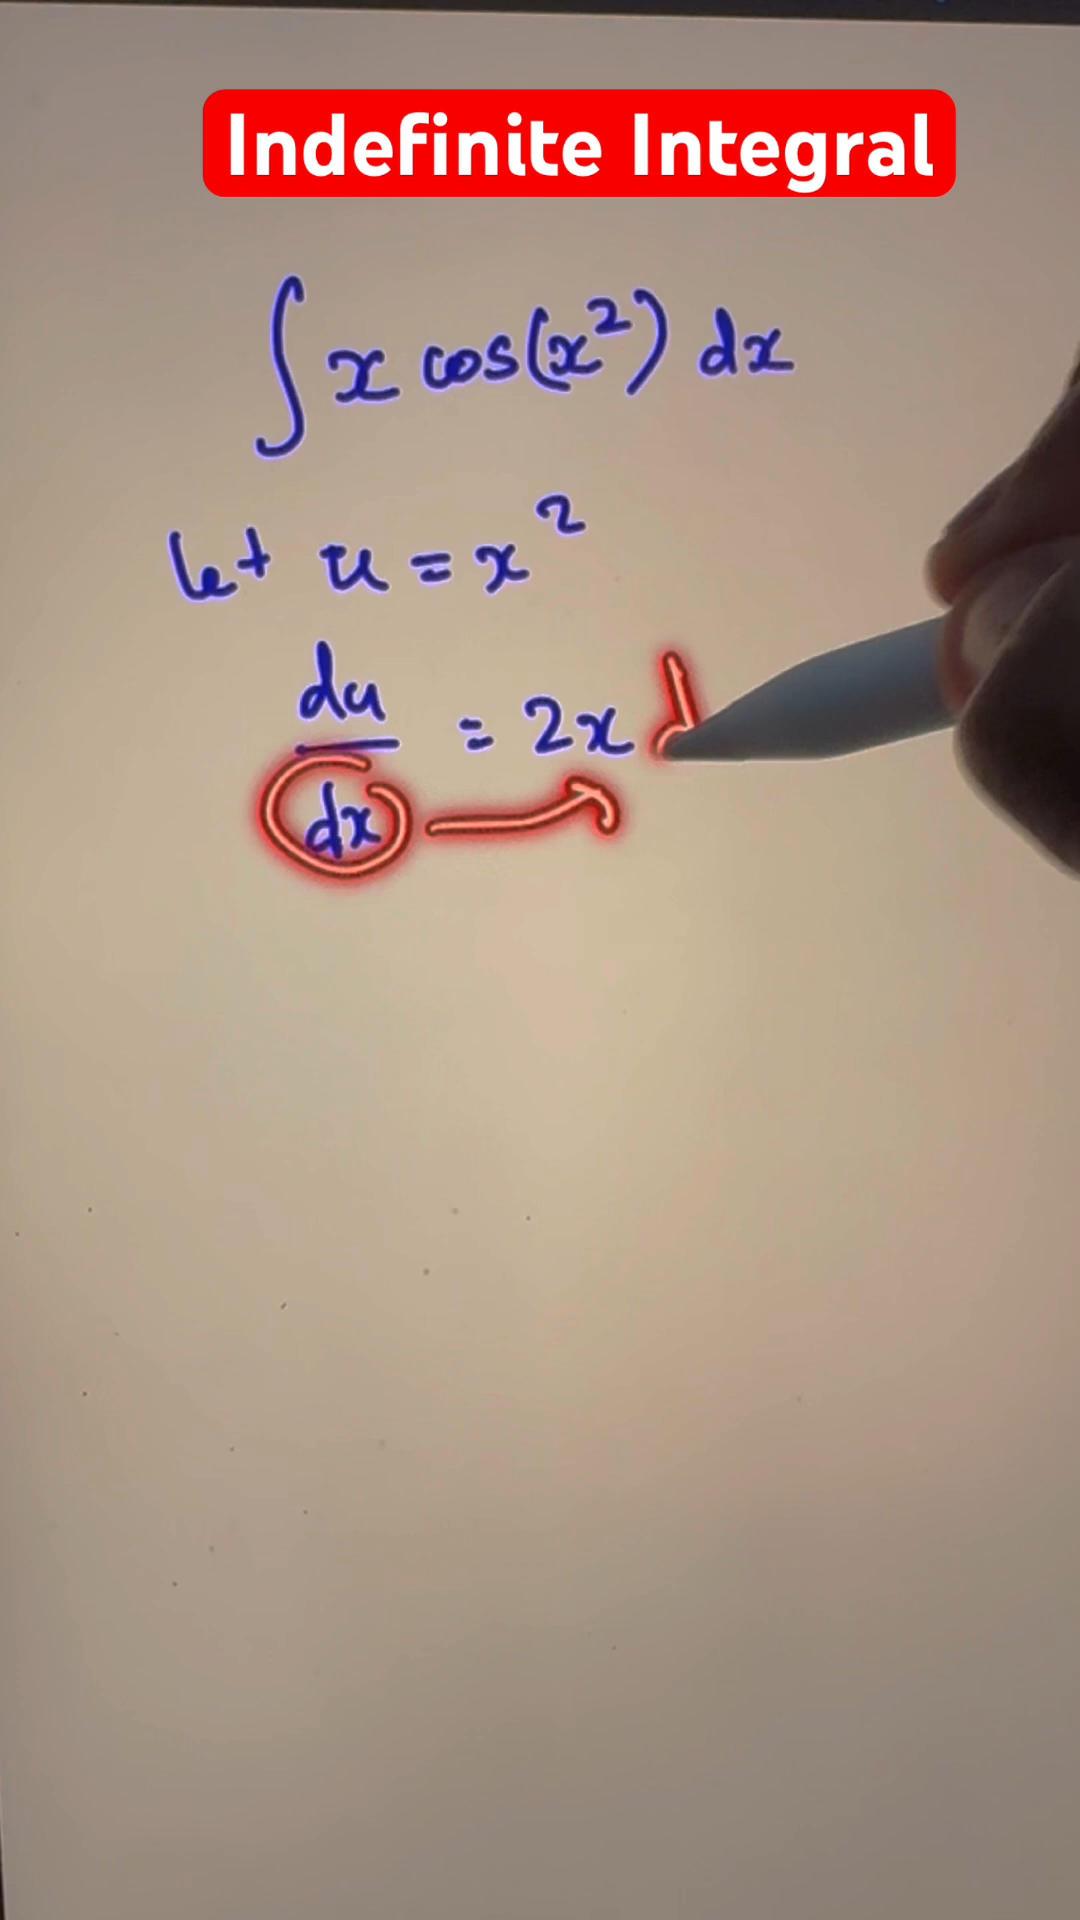 Indefinite Integral
∫ x cos(x²) dx
let u = x²
du/dx = 2x d